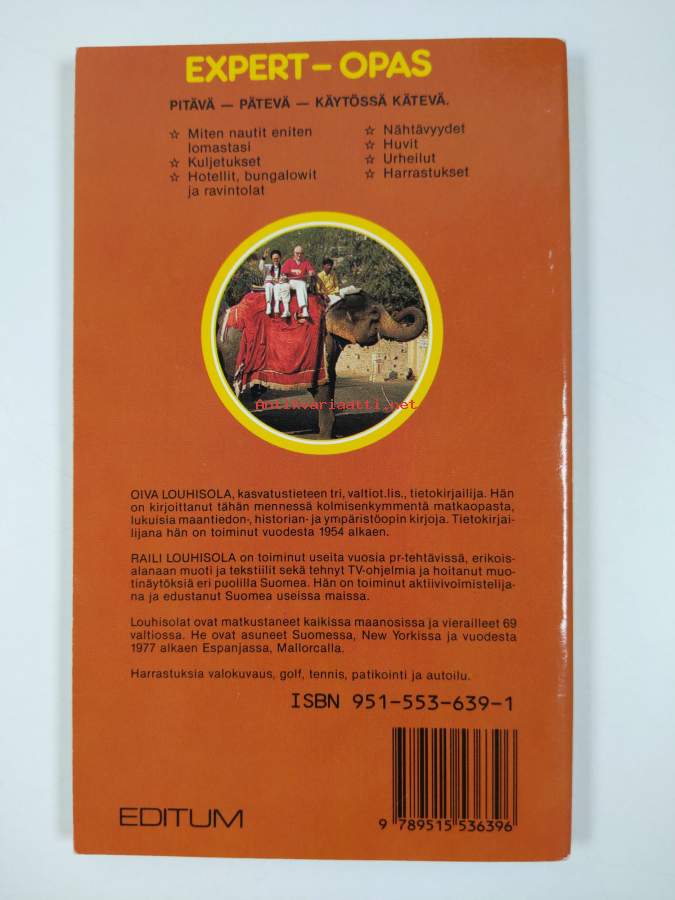 EXPERT – OPAS
PITÄVÄ — PÄTEVÄ — KÄYTÖSSÄ KÄTEVÄ.
☆ Miten nautit eniten
lomastasi
☆ Kuljetukset
☆ Hotellit, bungalowit
ja ravintolat
☆ Nähtävyydet
☆ Huvit
☆ Urheilut
☆ Harrastukset
Antikvariaatti.net
OIVA LOUHISOLA, kasvatustieteen tri, valtiot.lis., tietokirjailija. Hän
on kirjoittanut tähän mennessä kolmisenkymmentä matkaopasta,
lukuisia maantiedon-, historian- ja ympäristöopin kirjoja. Tietokirjai-
lijana hän on toiminut vuodesta 1954 alkaen.
RAILI LOUHISOLA on toiminut useita vuosia pr-tehtävissä, erikois-
alanaan muoti ja tekstiilit sekä tehnyt TV-ohjelmia ja hoitanut muo-
tinäytöksiä eri puolilla Suomea. Hän on toiminut aktiivivoimistelija-
na ja edustanut Suomea useissa maissa.
Louhisolat ovat matkustaneet kaikissa maanosissa ja vierailleet 69
valtiossa. He ovat asuneet Suomessa, New Yorkissa ja vuodesta
1977 alkaen Espanjassa, Mallorcalla.
Harrastuksia valokuvaus, golf, tennis, patikointi ja autoilu.
ISBN 951-553-639-1
EDITUM
9 789515 536396